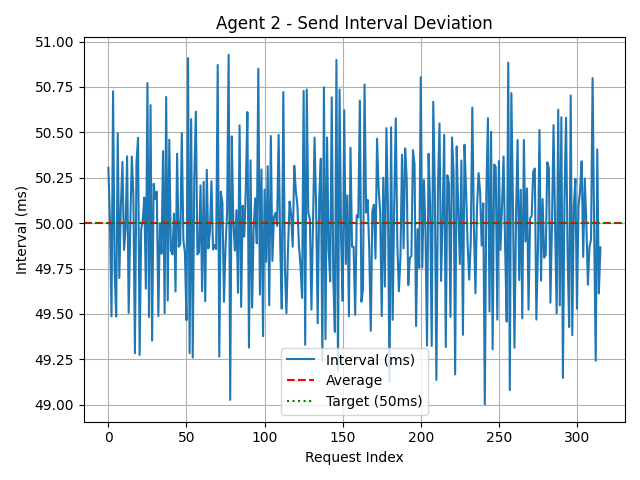 Agent 2 - Send Interval Deviation
Interval (ms)
51.00
50.75
50.50
50.25
50.00
49.75
49.50
49.25
49.00
Interval (ms)
Average
Target (50ms)
0
50
100
150
200
250
300
Request Index